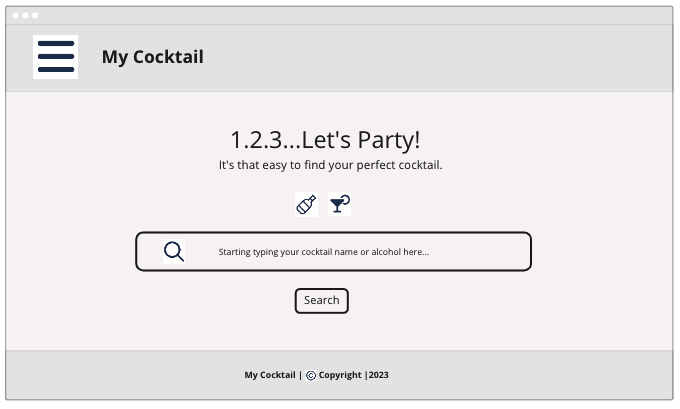 My Cocktail
1.2.3...Let's Party!
It's that easy to find your perfect cocktail.
Starting typing your cocktail name or alcohol here...
Search
My Cocktail | © Copyright |2023